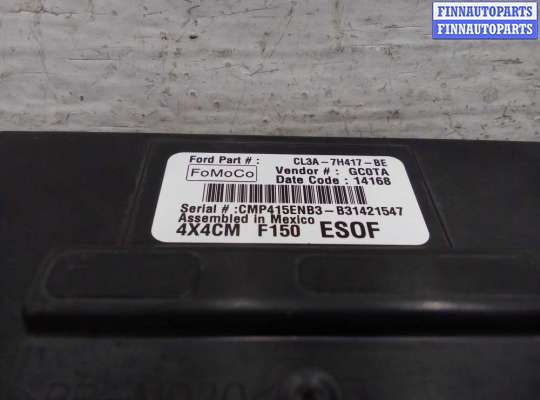 FINNAUTOPARTS
FINNAUTOPARTS
Ford Part # : CL3A-7H417-BE
FoMoCo Vendor # : GC0TA
Date Code : 14168
Serial # :CMP415ENB3-B31421547
Assembled in Mexico
4X4CM F150 ESOF